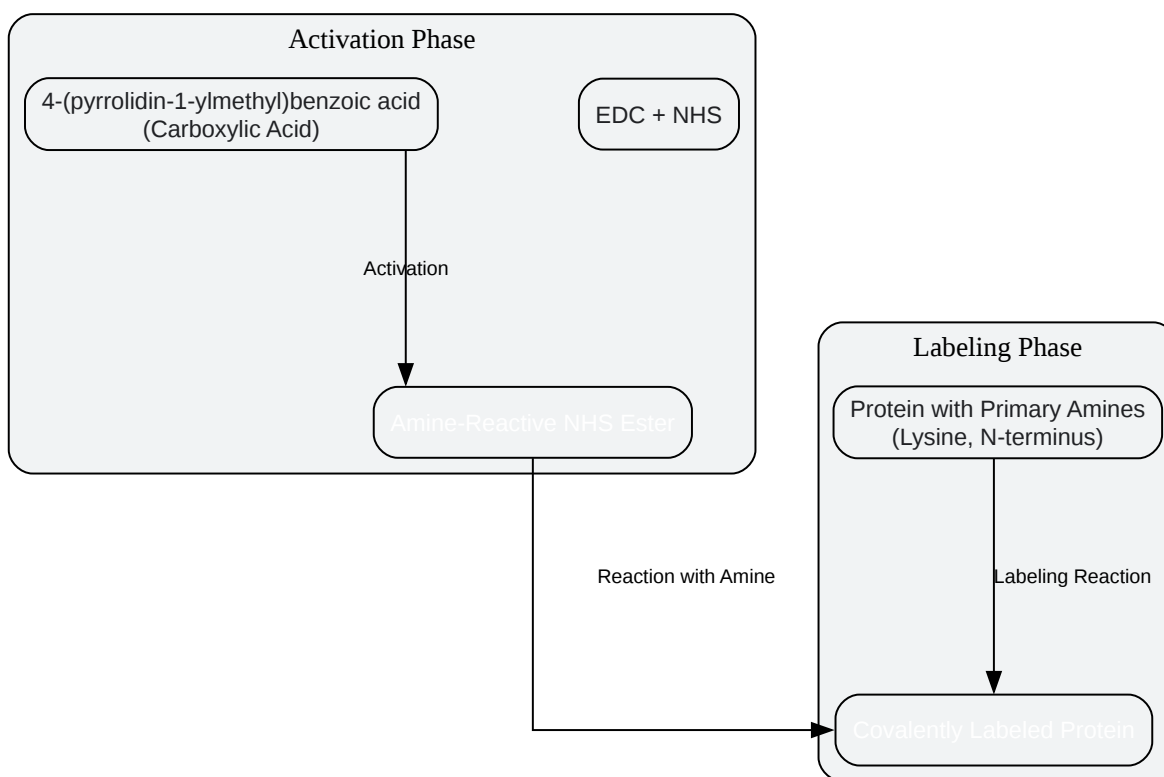 Activation Phase
4-(pyrrolidin-1-ylmethyl)benzoic acid
(Carboxylic Acid)
EDC + NHS
Activation
Amine-Reactive NHS Ester
Labeling Phase
Protein with Primary Amines
(Lysine, N-terminus)
Reaction with Amine
Labeling Reaction
Covalently Labeled Protein